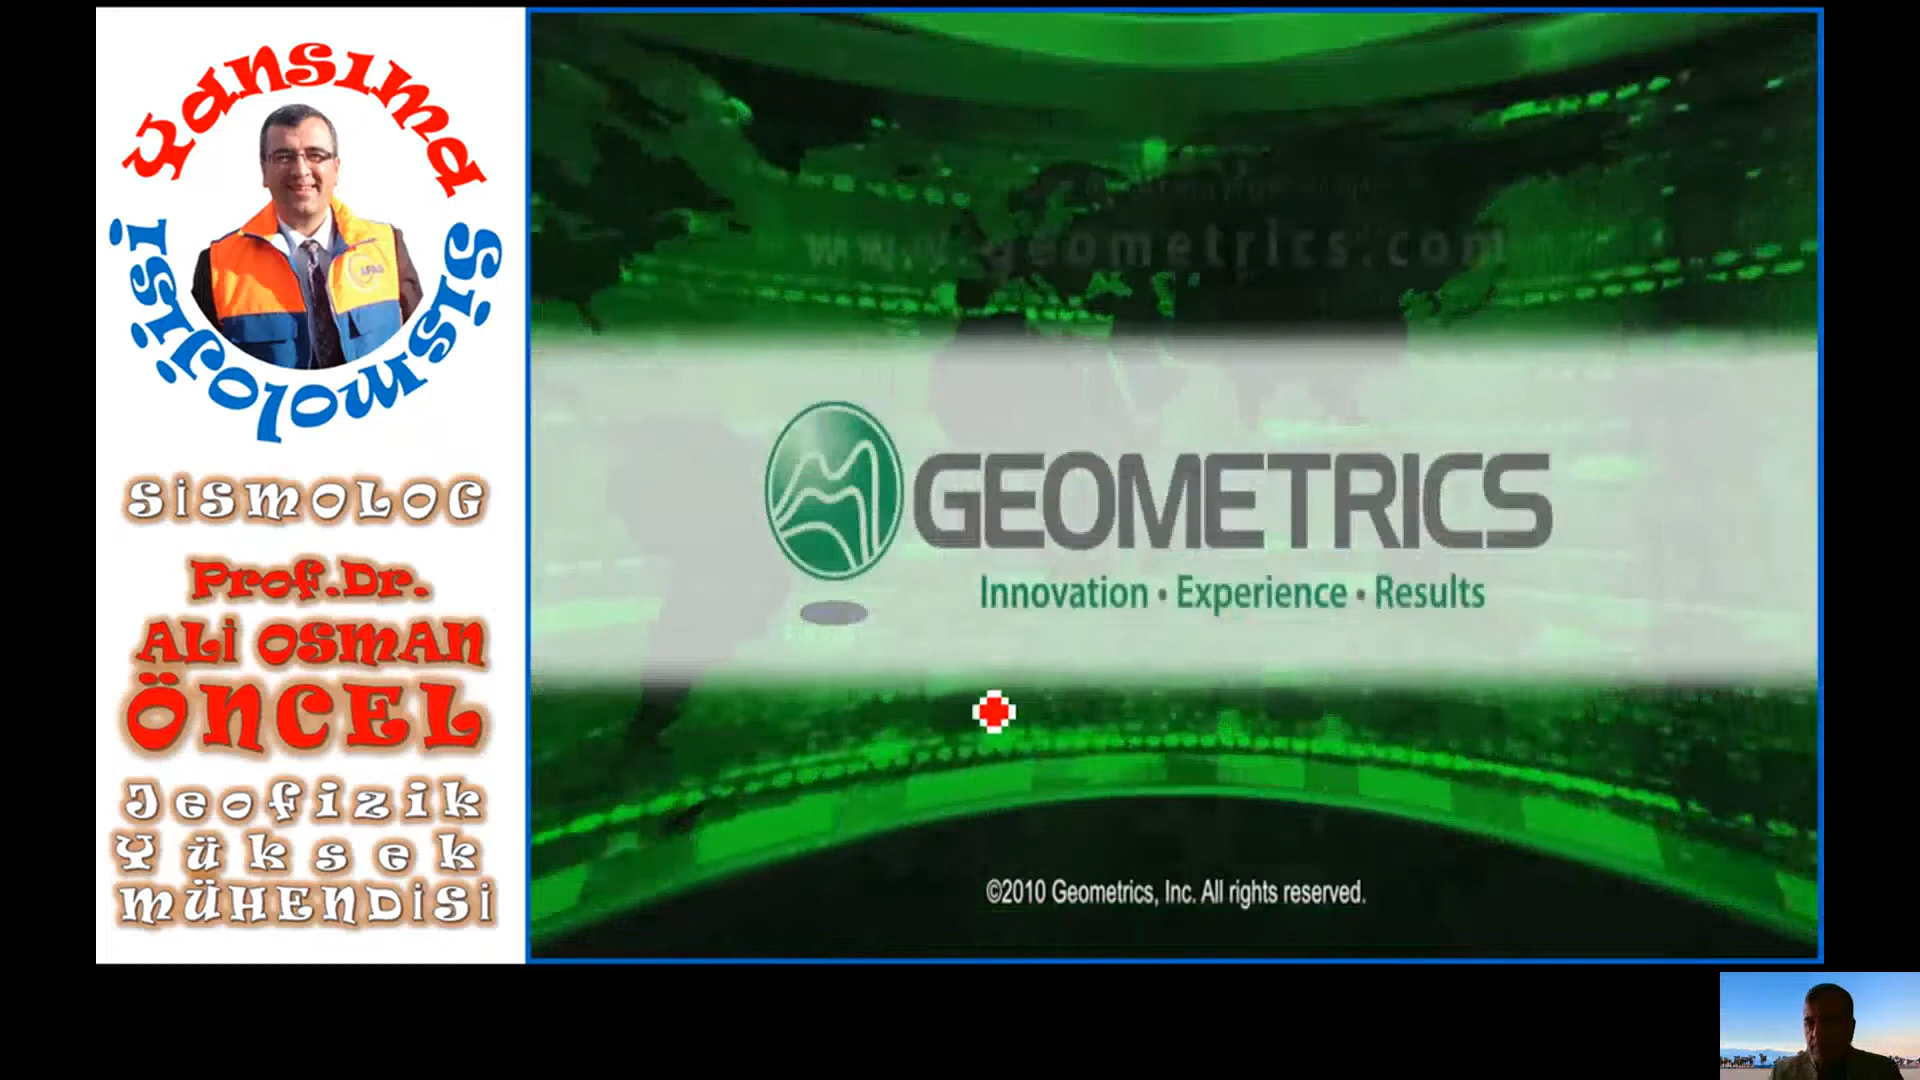 Yansıma
Sismolojisi
SİSMOLOG
Prof.Dr.
ALİ OSMAN
ÖNCEL
Jeofizik
Yüksek
MÜHENDİSİ
www.geometrics.com
GEOMETRICS
Innovation • Experience • Results
©2010 Geometrics, Inc. All rights reserved.
AFAD